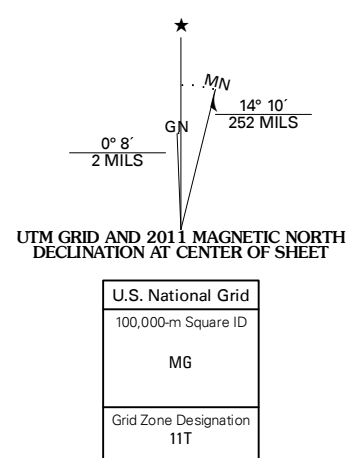 ★
MN
GN
14° 10´
252 MILS
0° 8´
2 MILS
UTM GRID AND 2011 MAGNETIC NORTH
DECLINATION AT CENTER OF SHEET
U.S. National Grid
100,000-m Square ID
MG
Grid Zone Designation
11T